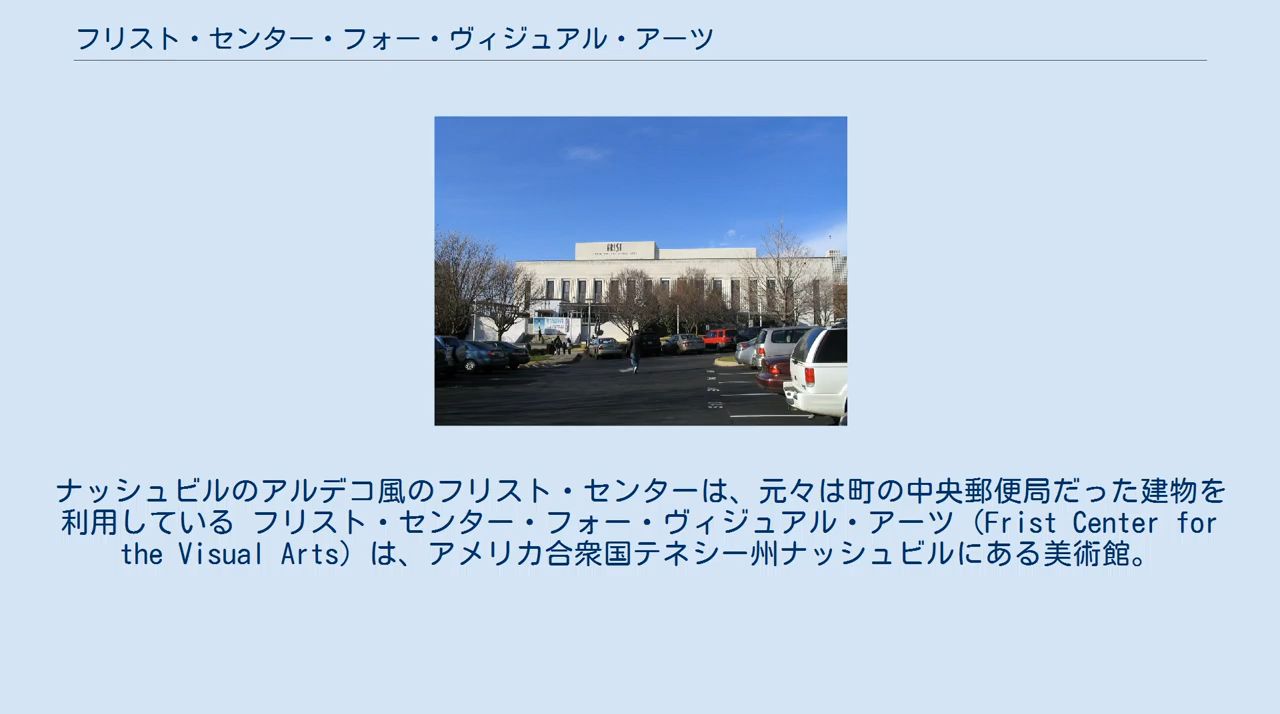 フリスト・センター・フォー・ヴィジュアル・アーツ
FRIST
ナッシュビルのアルデコ風のフリスト・センターは、元々は町の中央郵便局だった建物を
利用している フリスト・センター・フォー・ヴィジュアル・アーツ（Frist Center for
the Visual Arts）は、アメリカ合衆国テネシー州ナッシュビルにある美術館。